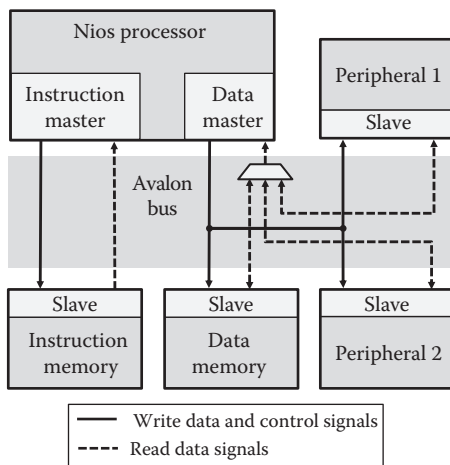 Nios processor
Instruction
master
Data
master
Peripheral 1
Slave
Avalon
bus
Slave
Instruction
memory
Slave
Data
memory
Slave
Peripheral 2
Write data and control signals
Read data signals